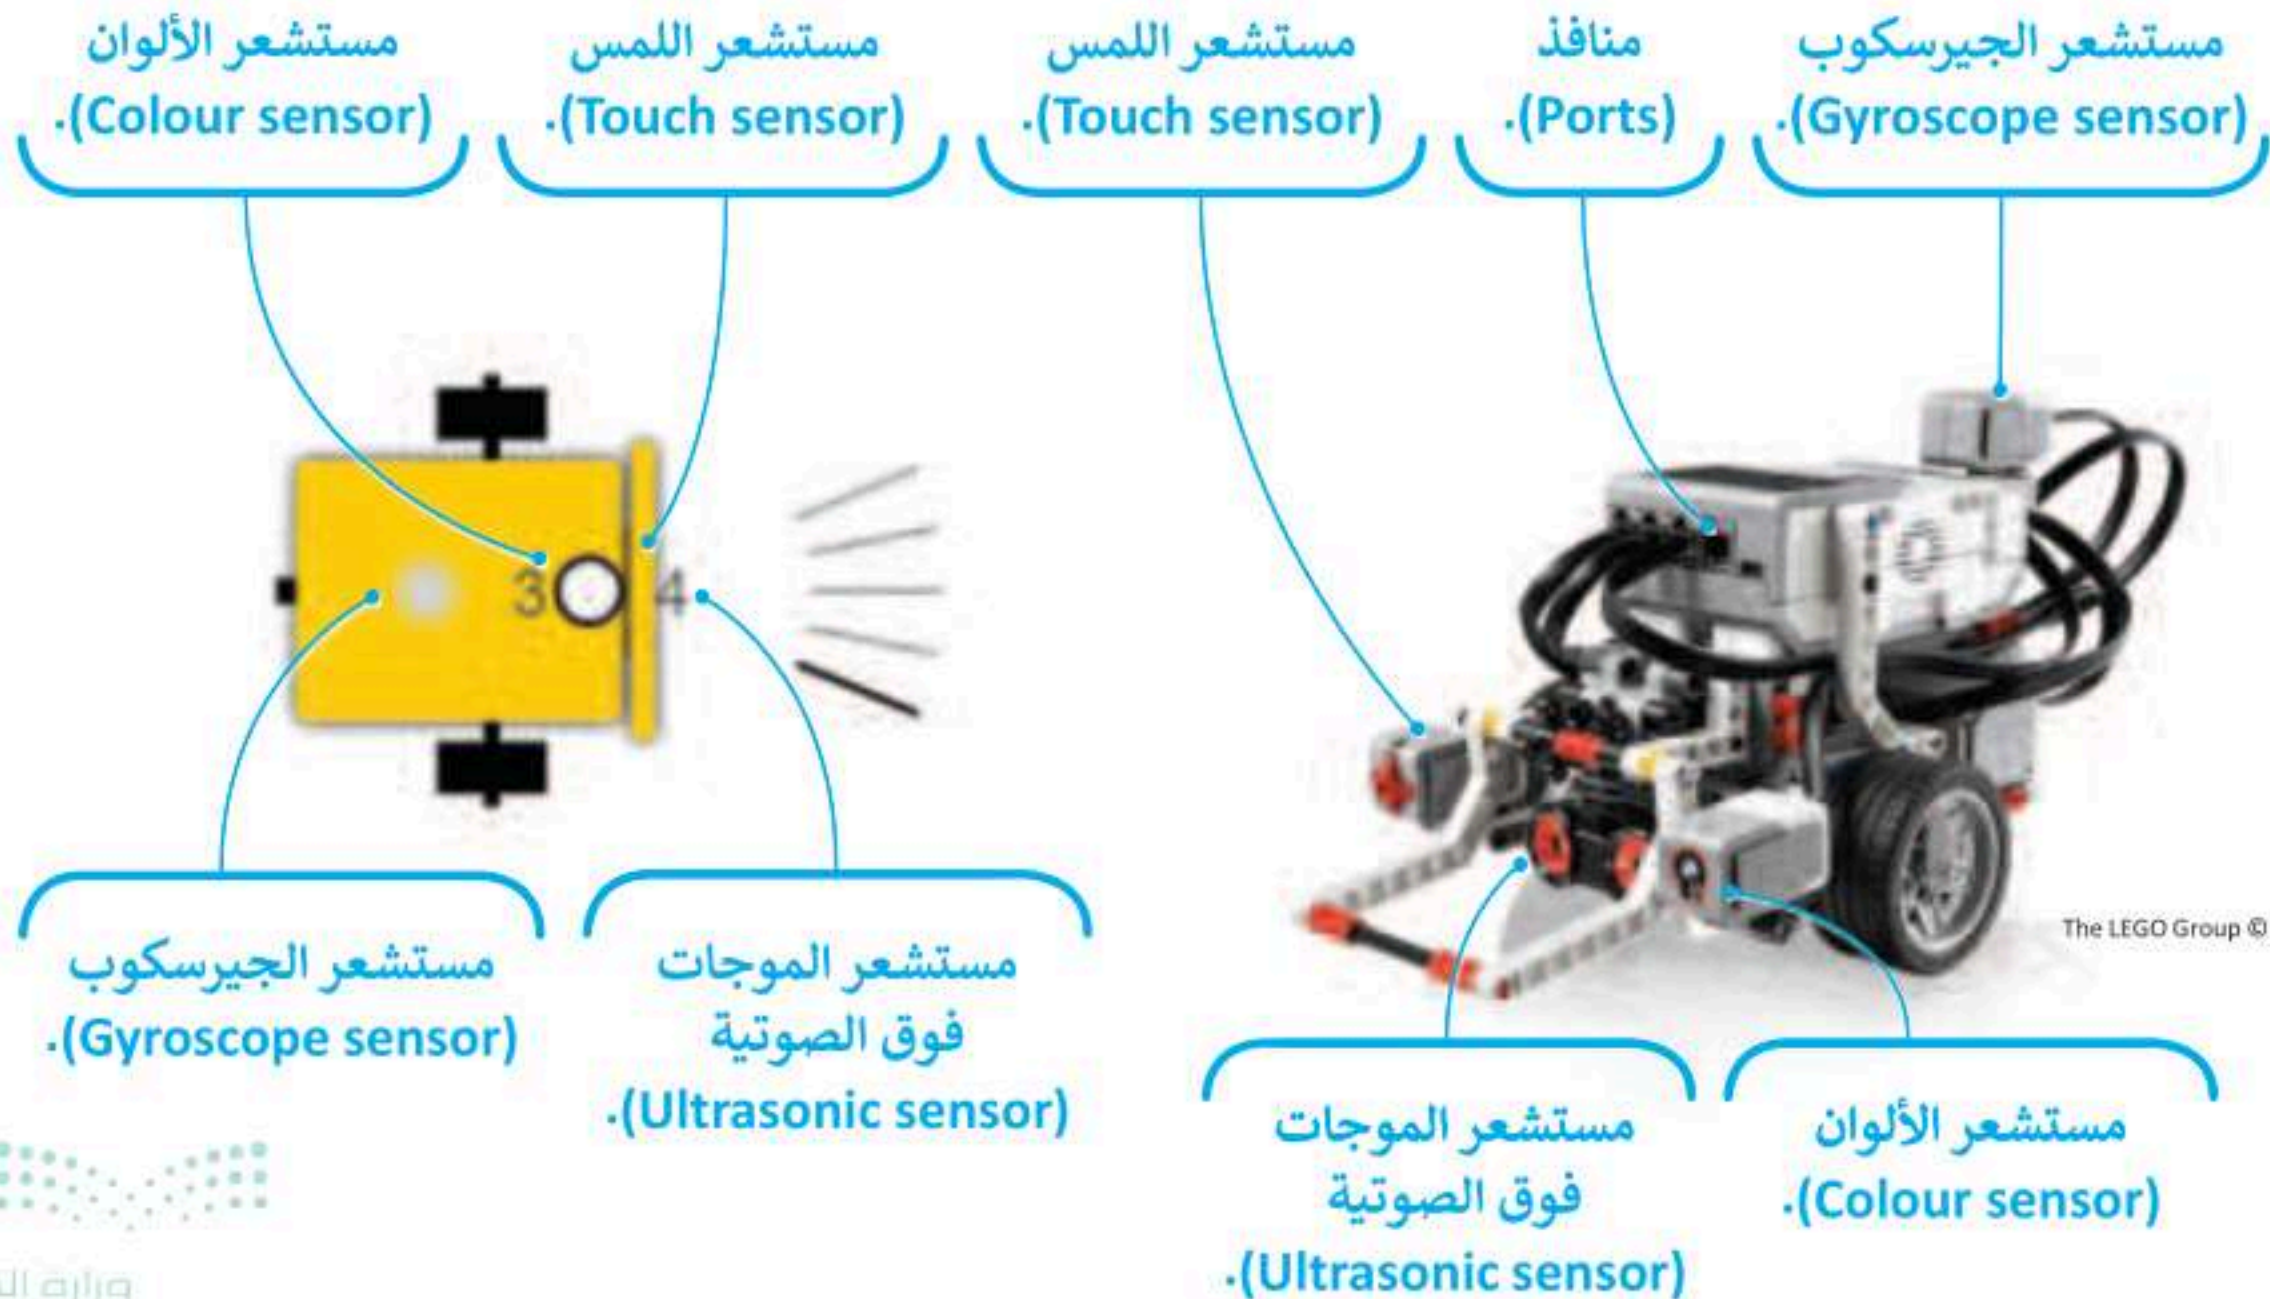 مستشعر الجيرسكوب
(Gyroscope sensor).
منافذ
(Ports).
مستشعر اللمس
(Touch sensor).
مستشعر اللمس
(Touch sensor).
مستشعر الألوان
(Colour sensor).
3
4
The LEGO Group ©
مستشعر الألوان
(Colour sensor).
مستشعر الموجات
فوق الصوتية
(Ultrasonic sensor).
مستشعر الموجات
فوق الصوتية
(Ultrasonic sensor).
مستشعر الجيرسكوب
(Gyroscope sensor).
وزارة